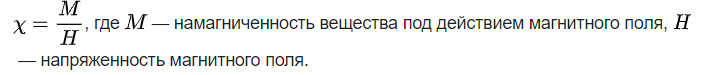 χ = M/H, где M — намагниченность вещества под действием магнитного поля, H
— напряженность магнитного поля.